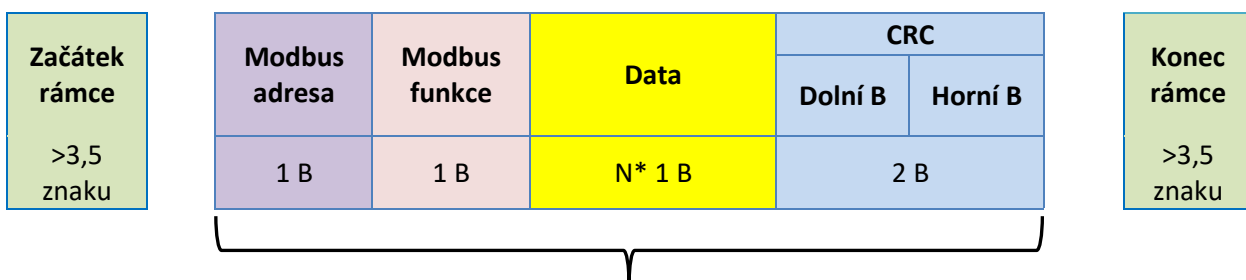 Začátek
rámce
>3,5
znaku
Modbus
adresa
Modbus
funkce
Data
CRC
Dolní B
Horní B
1 B
1 B
N* 1 B
2 B
Konec
rámce
>3,5
znaku